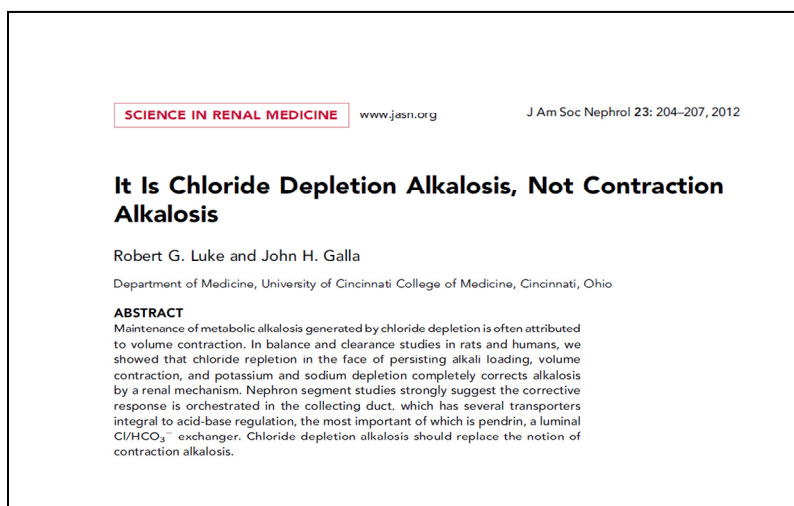 SCIENCE IN RENAL MEDICINE www.jasn.org J Am Soc Nephrol 23: 204–207, 2012
It Is Chloride Depletion Alkalosis, Not Contraction
Alkalosis
Robert G. Luke and John H. Galla
Department of Medicine, University of Cincinnati College of Medicine, Cincinnati, Ohio
ABSTRACT
Maintenance of metabolic alkalosis generated by chloride depletion is often attributed
to volume contraction. In balance and clearance studies in rats and humans, we
showed that chloride repletion in the face of persisting alkali loading, volume
contraction, and potassium and sodium depletion completely corrects alkalosis
by a renal mechanism. Nephron segment studies strongly suggest the corrective
response is orchestrated in the collecting duct, which has several transporters
integral to acid-base regulation, the most important of which is pendrin, a luminal
Cl/HCO₃⁻ exchanger. Chloride depletion alkalosis should replace the notion of
contraction alkalosis.